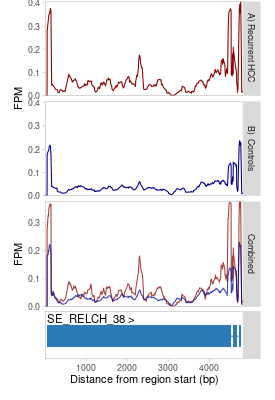 0.4
0.3
0.2
0.1
0.0
FPM
A) Recurrent HCC
0.4
0.3
0.2
0.1
0.0
B) Controls
0.3
0.2
0.1
0.0
FPM
Combined
SE_RELCH_38 >
1000 2000 3000 4000
Distance from region start (bp)